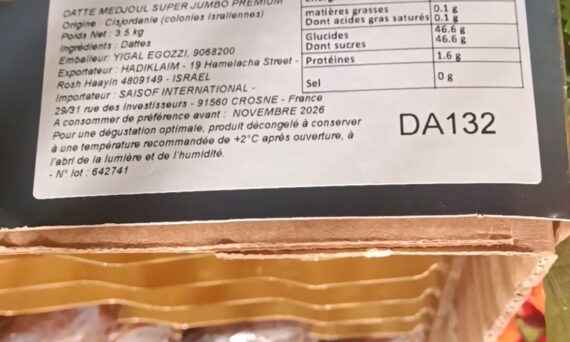 DATTE MEDJOUL SUPER JUMBO PREMIUM
Origine : Cisjordanie (colonies israliennes)
Poids Net : 3.5 kg
Ingrédients : Dattes
Emballeur: YIGAL EGOZZI, 9068200
Exportateur : HADIKLAIM - 19 Hamelacha Street -
Rosh Haayin 4809149 - ISRAEL
Importateur : SAISOF INTERNATIONAL -
29/31 rue des Investisseurs - 91560 CROSNE - France
A consommer de préférence avant : NOVEMBRE 2026
Pour une dégustation optimale, produit décongelé à conserver
à une température recommandée de +2°C après ouverture, à
l'abri de la lumière et de l'humidité.
- N° lot : 642741
matières grasses 0.1 g
Dont acides gras saturés 0.1 g
Glucides 46.6 g
Dont sucres 46.6 g
Protéines 1.6 g
Sel 0 g
DA132